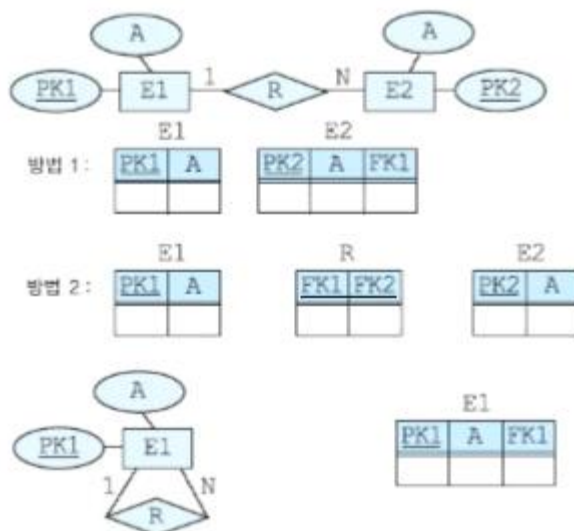 A A
PK1 E1 1 R N E2 PK2
E1 E2
방법 1: PK1 A PK2 A FK1
E1 R E2
방법 2: PK1 A FK1 FK2 PK2 A
A
PK1 E1 E1
1 N PK1 A FK1
R